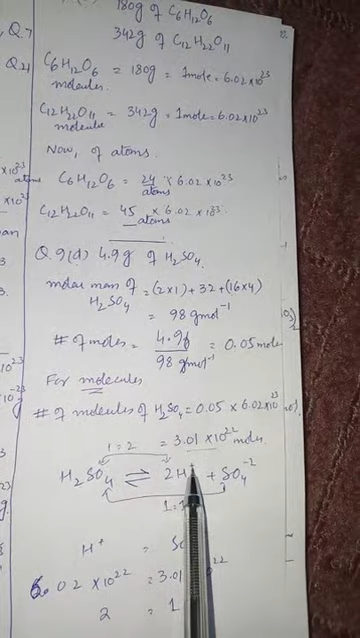 180g of C6H12O6
342g of C12H22O11
Q.7
Q.21
C6H12O6 = 180g = 1mole = 6.02×10^23
molecules.
C12H22O11 = 342g = 1mole = 6.02×10^23
molecule
Now, of atoms.
C6H12O6 = 24 × 6.02×10^23
atoms
C12H22O11 = 45 × 6.02×10^23
atoms
Q.9(d) 4.9g of H2SO4.
molar mass of = (2×1)+32+(16×4)
H2SO4
= 98 gmol^-1
# of moles = 4.9g = 0.05 mole
98 gmol^-1
For molecules
# of molecules of H2SO4 = 0.05 × 6.02×10^23
= 3.01 ×10^22 molec.
1 = 2
H2SO4 ⇌ 2H+ + SO4^-2
1:
H+ =
6.02 ×10^22 = 3.01 10^22
2 = 1